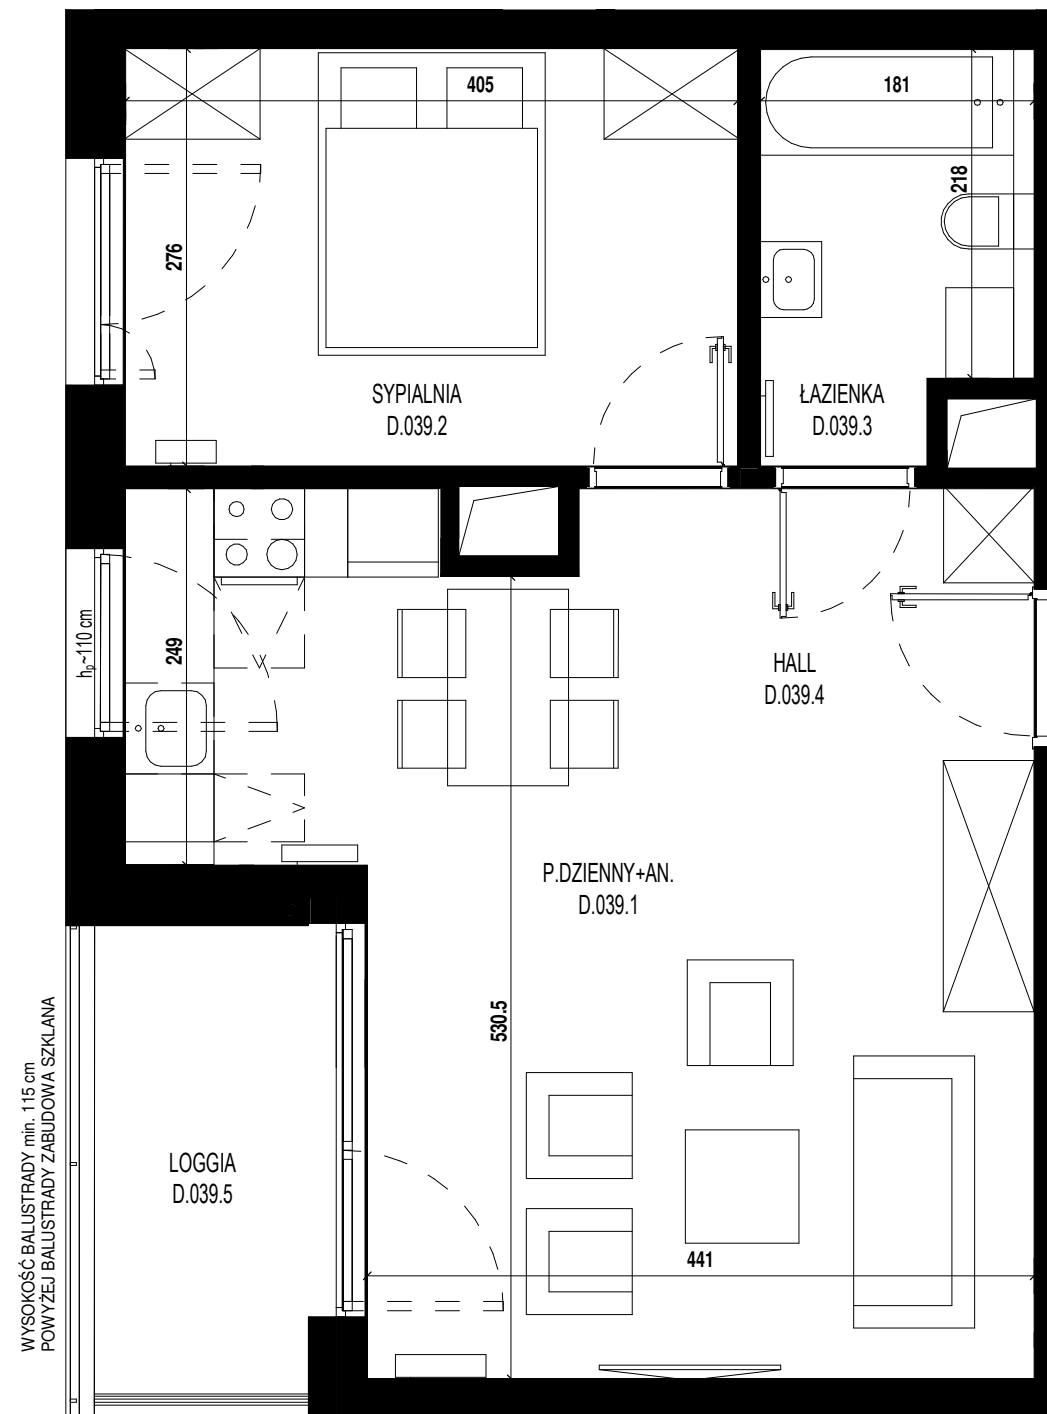 405
181
218
276
SYPIALNIA
D.039.2
ŁAZIENKA
D.039.3
hp~110 cm
249
HALL
D.039.4
P.DZIENNY+AN.
D.039.1
530.5
WYSOKOŚĆ BALUSTRADY min. 115 cm
POWYŻEJ BALUSTRADY ZABUDOWA SZKLANA
LOGGIA
D.039.5
441